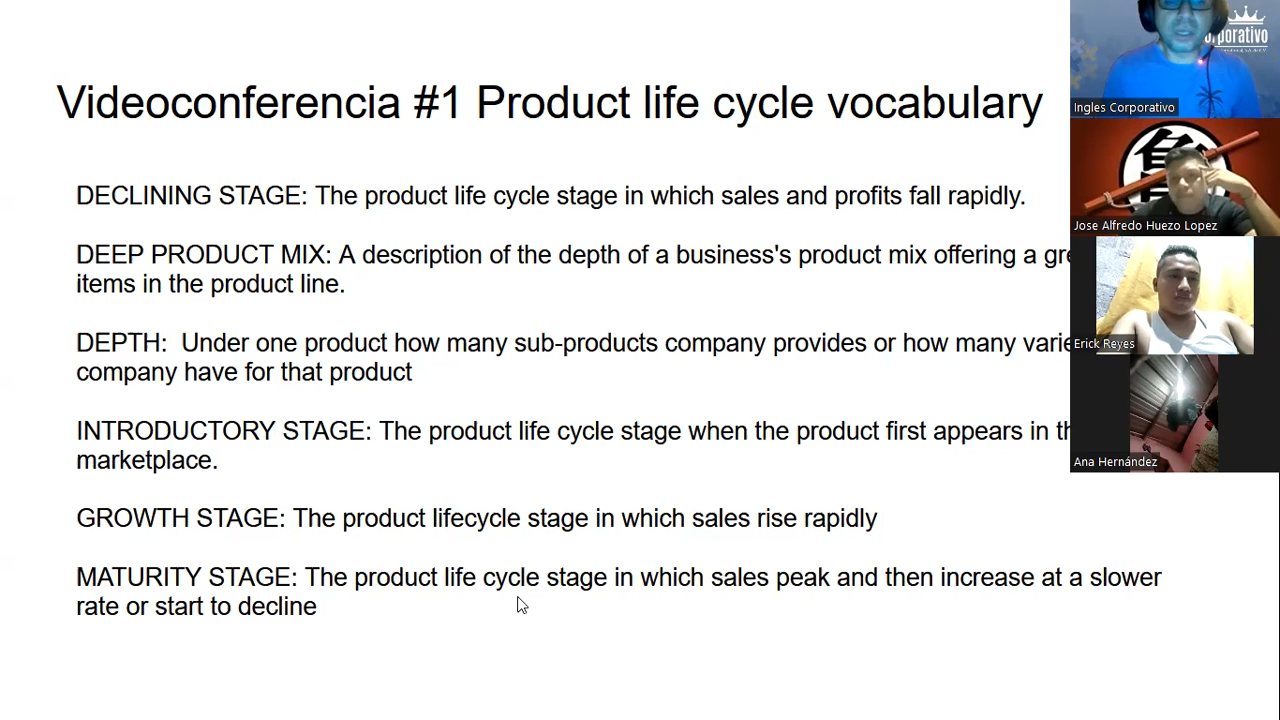 Videoconferencia #1 Product life cycle vocabulary
DECLINING STAGE: The product life cycle stage in which sales and profits fall rapidly.
DEEP PRODUCT MIX: A description of the depth of a business's product mix offering a
items in the product line.
DEPTH: Under one product how many sub-products company provides or how many
company have for that product
INTRODUCTORY STAGE: The product life cycle stage when the product first appears in
marketplace.
GROWTH STAGE: The product lifecycle stage in which sales rise rapidly
MATURITY STAGE: The product life cycle stage in which sales peak and then increase at a slower
rate or start to decline
Ingles Corporativo
Jose Alfredo Huezo Lopez
Erick Reyes
Ana Hernández